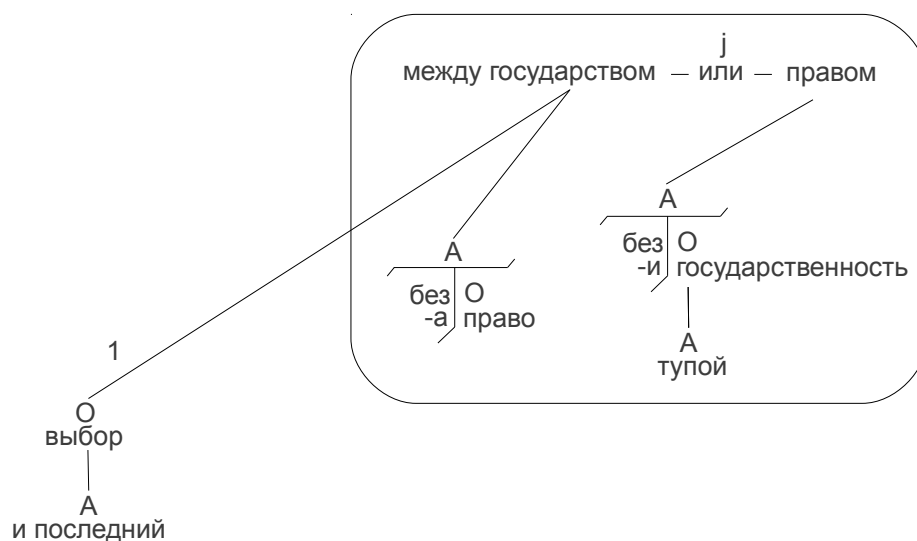 j
между государством – или – правом
А
без О
-и государственность
А
без О
-а право
А
тупой
1
О
выбор
А
и последний